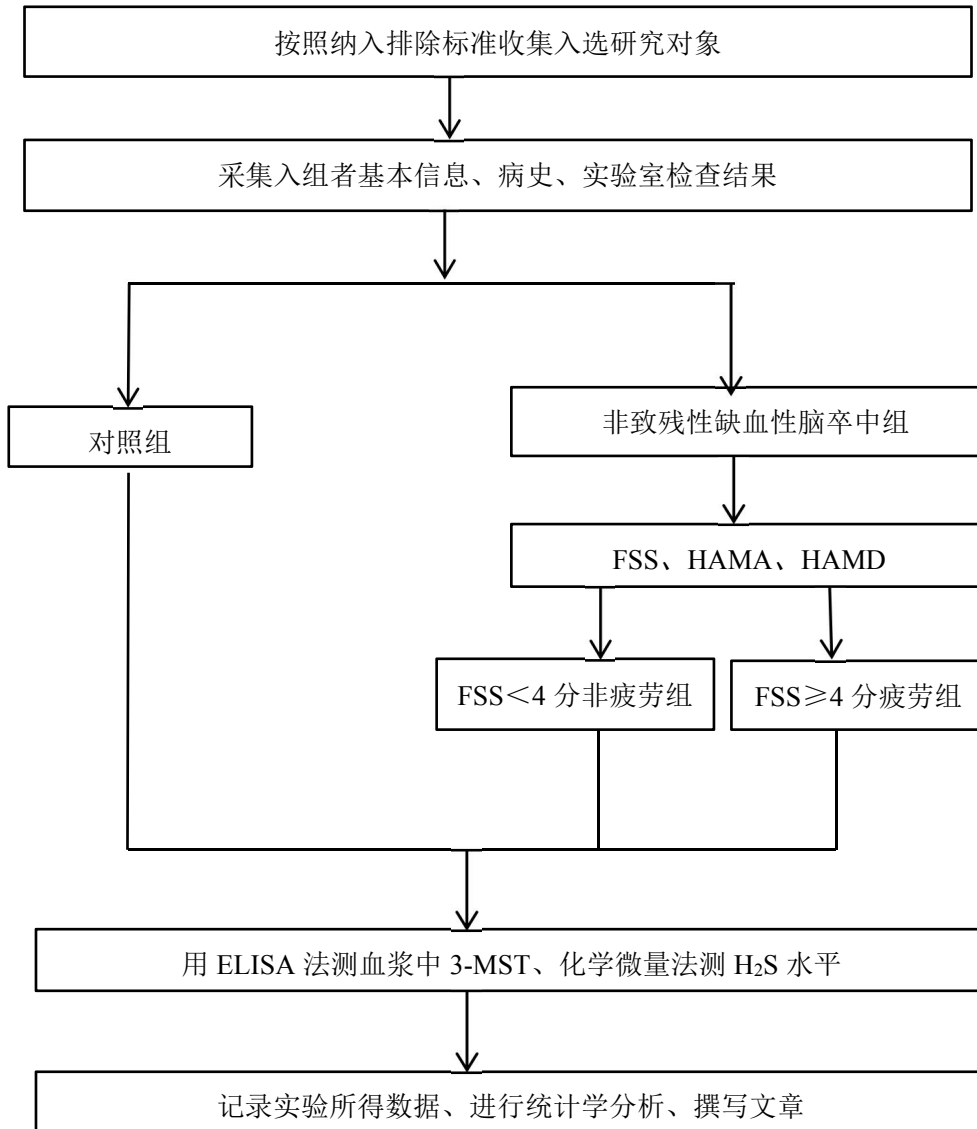 按照纳入排除标准收集入选研究对象
采集入组者基本信息、病史、实验室检查结果
对照组
非致残性缺血性脑卒中组
FSS、HAMA、HAMD
FSS＜4 分非疲劳组
FSS≥4 分疲劳组
用 ELISA 法测血浆中 3-MST、化学微量法测 H₂S 水平
记录实验所得数据、进行统计学分析、撰写文章